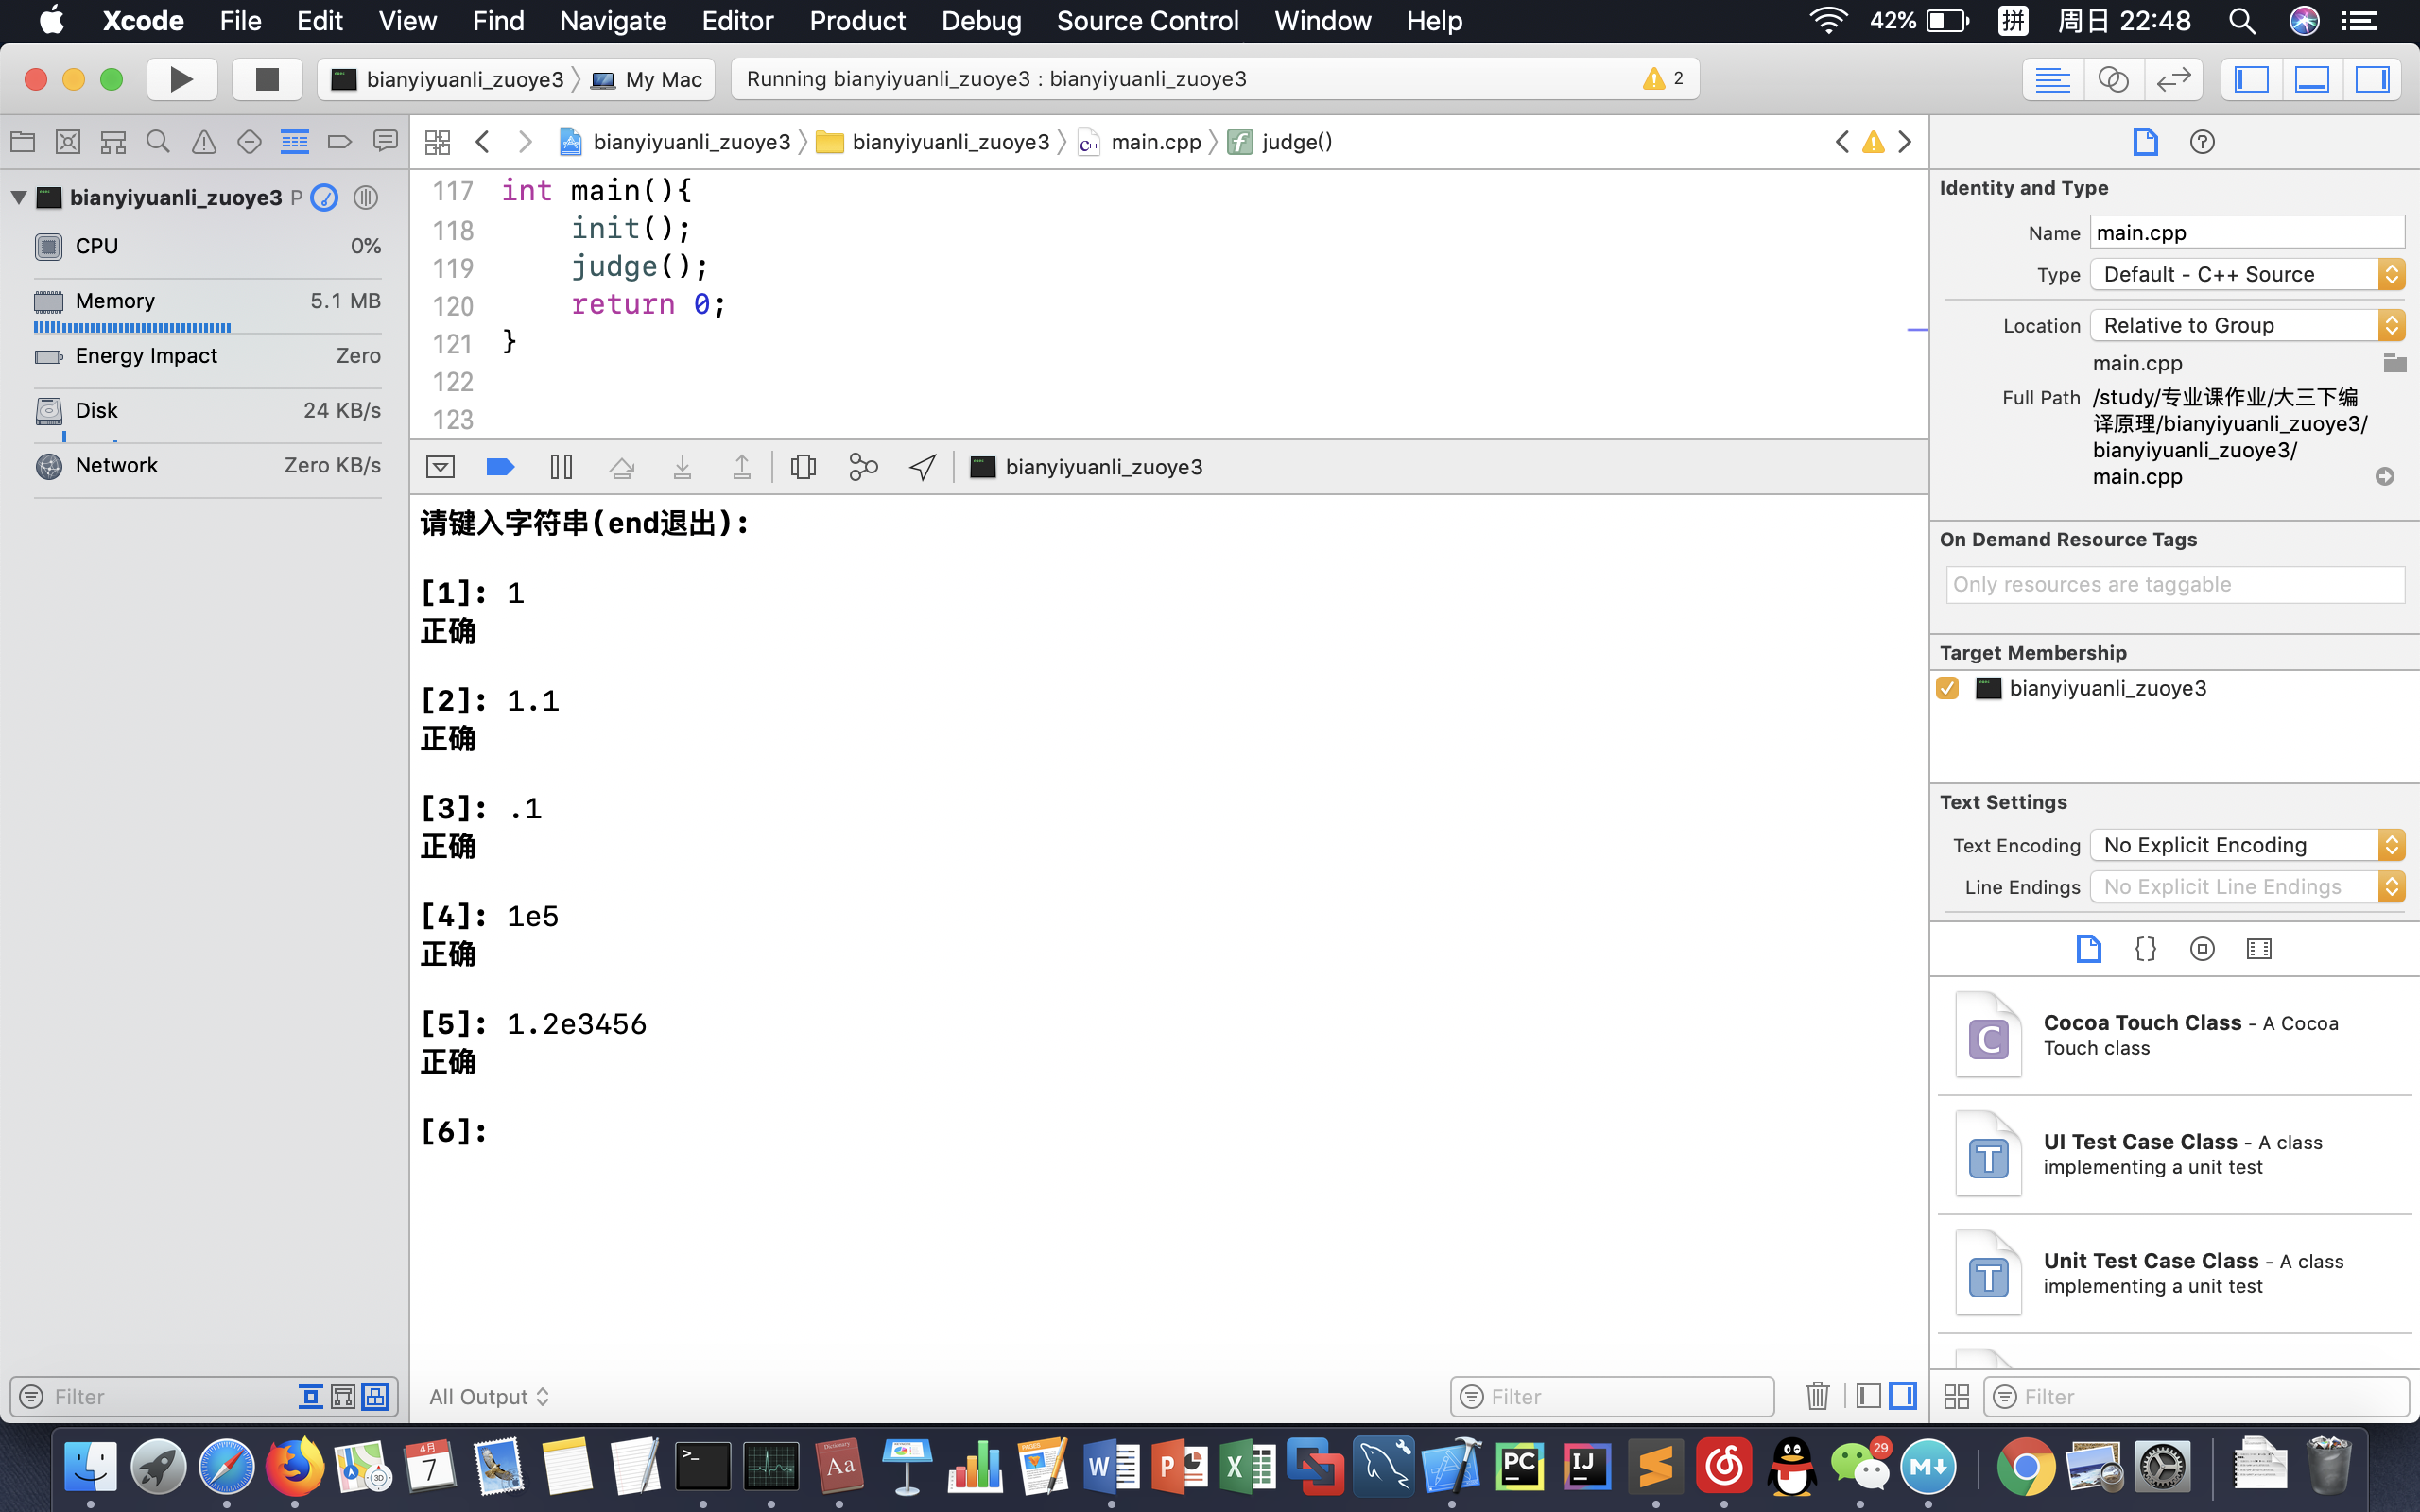 Xcode File Edit View Find Navigate Editor Product Debug Source Control Window Help 42% 拼 周日 22:48
bianyiyuanli_zuoye3 My Mac
Running bianyiyuanli_zuoye3 : bianyiyuanli_zuoye3 2
bianyiyuanli_zuoye3 bianyiyuanli_zuoye3 main.cpp judge()
bianyiyuanli_zuoye3 P
CPU 0%
Memory 5.1 MB
Energy Impact Zero
Disk 24 KB/s
Network Zero KB/s
117 int main(){
118 init();
119 judge();
120 return 0;
121 }
122
123
bianyiyuanli_zuoye3
请键入字符串(end退出):
[1]: 1
正确
[2]: 1.1
正确
[3]: .1
正确
[4]: 1e5
正确
[5]: 1.2e3456
正确
[6]:
Filter
All Output
Filter
Identity and Type
Name main.cpp
Type Default - C++ Source
Location Relative to Group
main.cpp
Full Path /study/专业课作业/大三下编
译原理/bianyiyuanli_zuoye3/
bianyiyuanli_zuoye3/
main.cpp
On Demand Resource Tags
Only resources are taggable
Target Membership
bianyiyuanli_zuoye3
Text Settings
Text Encoding No Explicit Encoding
Line Endings No Explicit Line Endings
{}
C
Cocoa Touch Class - A Cocoa
Touch class
T
UI Test Case Class - A class
implementing a unit test
T
Unit Test Case Class - A class
implementing a unit test
Filter
4月
7
3D
>_
Dictionary
Aa
PAGES
W
P
X
PC
IJ
29
M